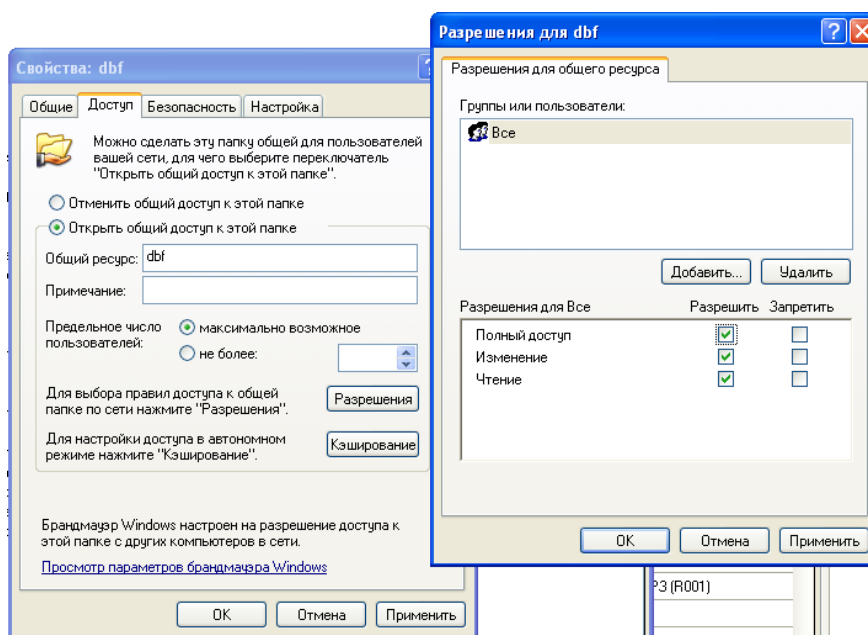 Свойства: dbf
Общие
Доступ
Безопасность
Настройка
Можно сделать эту папку общей для пользователей
вашей сети, для чего выберите переключатель
"Открыть общий доступ к этой папке".
Отменить общий доступ к этой папке
Открыть общий доступ к этой папке
Общий ресурс:
dbf
Примечание:
Предельное число
пользователей:
максимально возможное
не более:
Для выбора правил доступа к общей
папке по сети нажмите "Разрешения".
Разрешения
Для настройки доступа в автономном
режиме нажмите "Кэширование".
Кэширование
Брандмауэр Windows настроен на разрешение доступа к
этой папке с других компьютеров в сети.
Просмотр параметров брандмауэра Windows
OK
Отмена
Применить
Разрешения для dbf
Разрешения для общего ресурса
Группы или пользователи:
Все
Добавить...
Удалить
Разрешения для Все
Разрешить
Запретить
Полный доступ
Изменение
Чтение
OK
Отмена
Применить
РЗ (R001)